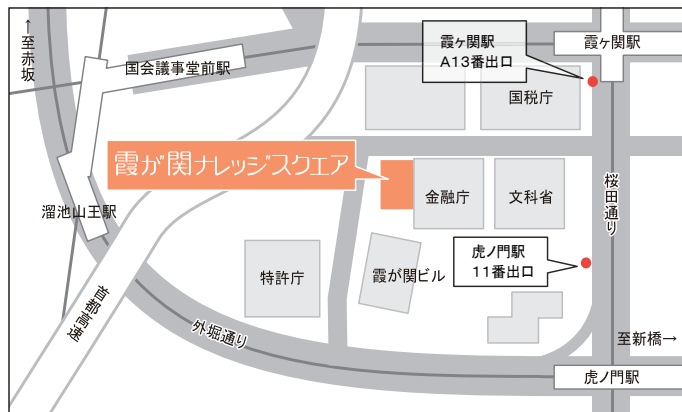 ←至赤坂
国会議事堂前駅
霞ヶ関駅
A13番出口
霞ヶ関駅
国税庁
霞が関ナレッジスクエア
金融庁
文科省
桜田通り
溜池山王駅
虎ノ門駅
11番出口
特許庁
霞が関ビル
首都高速
外堀通り
至新橋→
虎ノ門駅